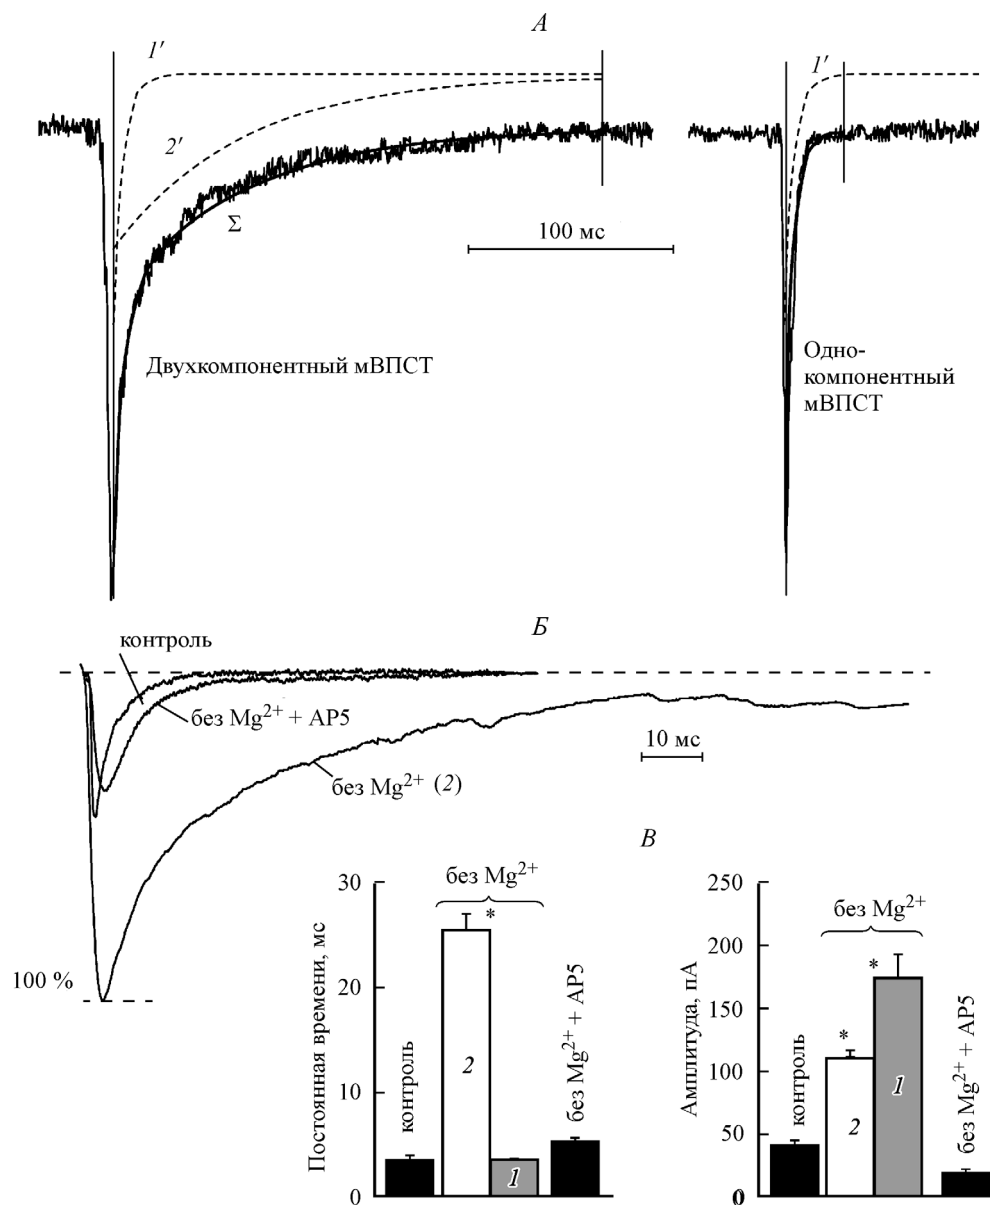 А
1′
1′
2′
Σ
100 мс
Двухкомпонентный мВПСТ
Одно-
компонентный
мВПСТ
Б
контроль
без Mg2+ + AP5
10 мс
без Mg2+ (2)
100 %
В
Постоянная времени, мс
30
20
10
0
контроль
без Mg2+
*
2
1
без Mg2+ + AP5
Амплитуда, пА
250
200
150
100
50
0
контроль
без Mg2+
*
*
2
1
без Mg2+ + AP5